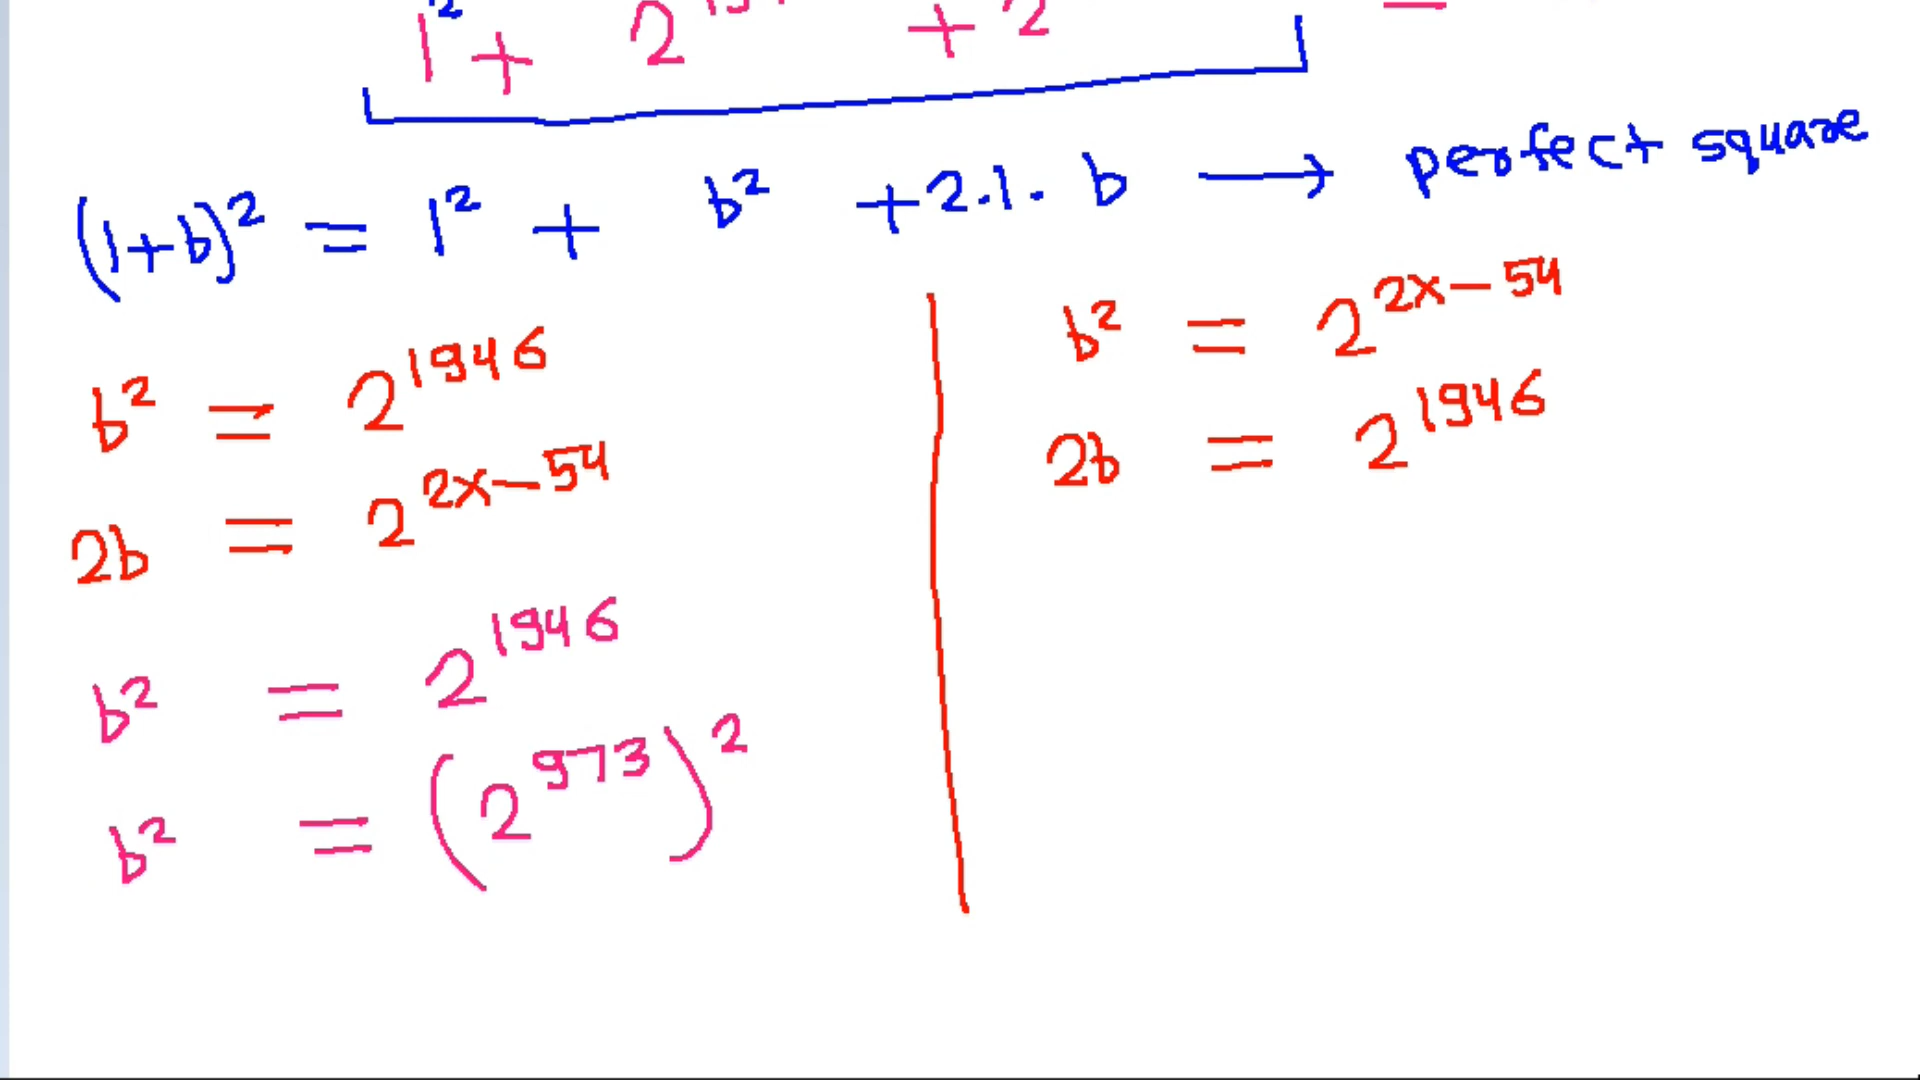 1² + 2 + 2 =
(1+b)² = 1² + b² + 2.1. b → perfect square
b² = 2^1946
2b = 2^2x-54
b² = 2^1946
b² = (2^973)²
b² = 2^2x-54
2b = 2^1946